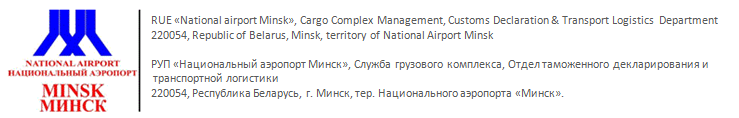 NATIONAL AIRPORT
НАЦИОНАЛЬНЫЙ АЭРОПОРТ
MINSK
МИНСК
RUE «National airport Minsk», Cargo Complex Management, Customs Declaration & Transport Logistics Department
220054, Republic of Belarus, Minsk, territory of National Airport Minsk
РУП «Национальный аэропорт Минск», Служба грузового комплекса, Отдел таможенного декларирования и
транспортной логистики
220054, Республика Беларусь, г. Минск, тер. Национального аэропорта «Минск».